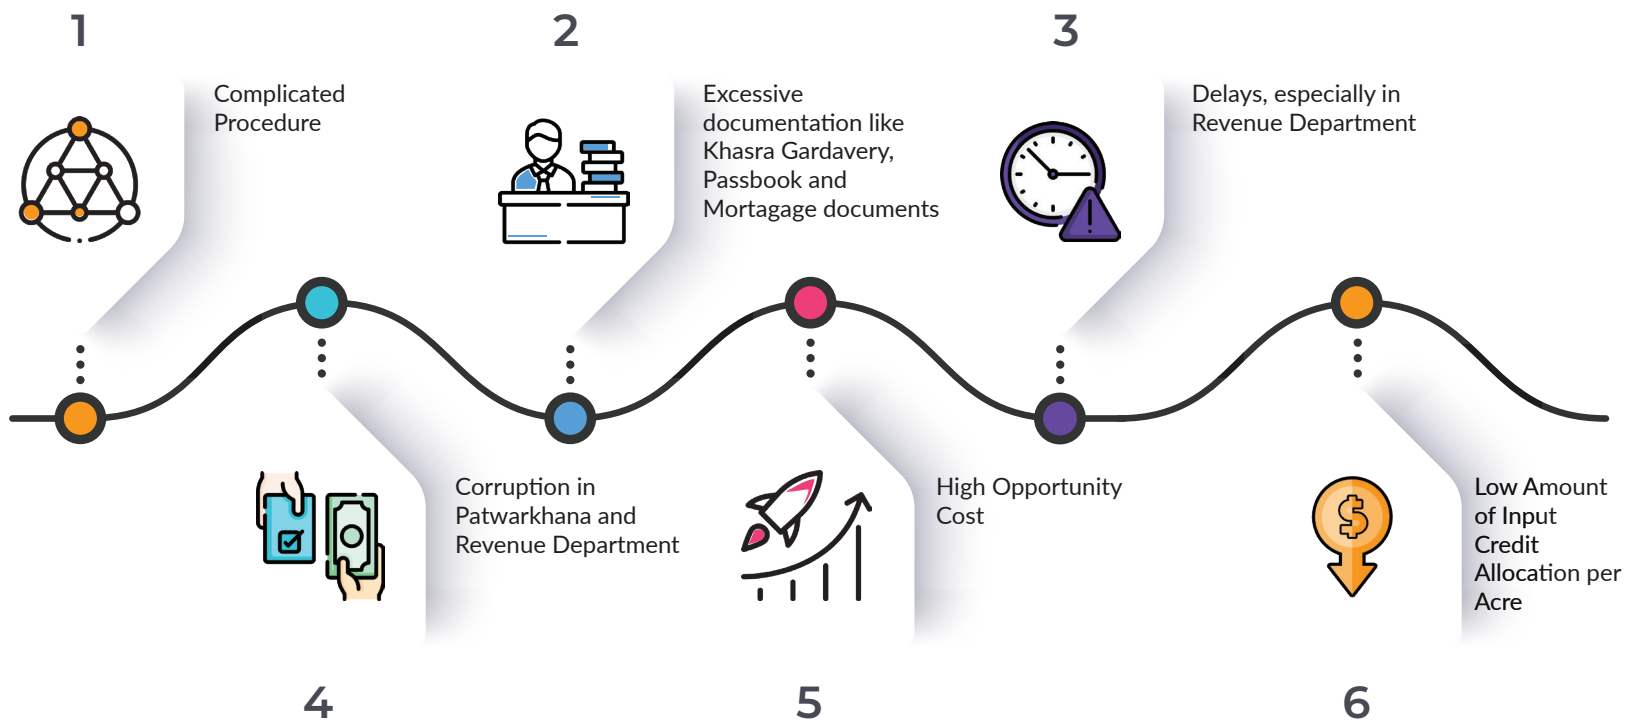 1
Complicated
Procedure
2
Excessive
documentation like
Khasra Gardavery,
Passbook and
Mortagage documents
3
Delays, especially in
Revenue Department
4
Corruption in
Patwarkhana and
Revenue Department
5
High Opportunity
Cost
6
Low Amount
of Input
Credit
Allocation per
Acre